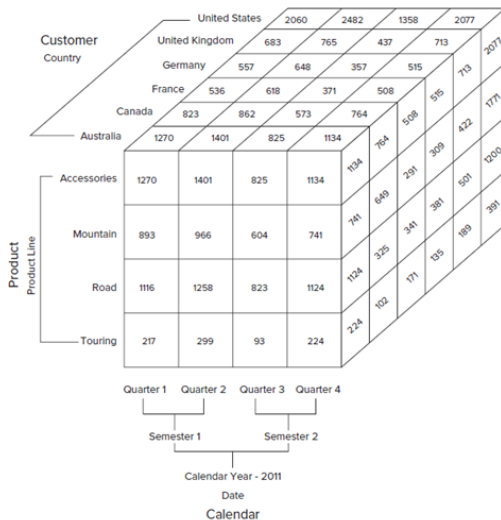 United States 2060 2482 1358 2077
Customer
Country
United Kingdom 683 765 437 713
Germany 557 648 357 515
France 536 618 371 508
Canada 823 862 573 764
Australia 1270 1401 825 1134
1134 764 508 515 713 2077
741 649 291 309 422 1771
1124 325 341 381 501 1200
224 102 171 135 189 391
Product
Product Line
Accessories 1270 1401 825 1134
Mountain 893 966 604 741
Road 1116 1258 823 1124
Touring 217 299 93 224
Quarter 1 Quarter 2 Quarter 3 Quarter 4
Semester 1 Semester 2
Calendar Year - 2011
Date
Calendar